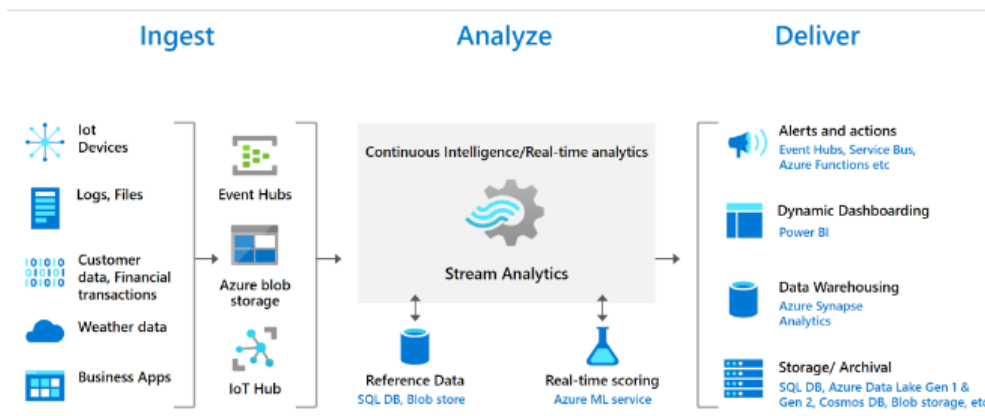 Ingest
Analyze
Deliver
Iot
Devices
Logs, Files
Customer
data, Financial
transactions
Weather data
Business Apps
Event Hubs
Azure blob
storage
IoT Hub
Continuous Intelligence/Real-time analytics
Stream Analytics
Reference Data
SQL DB, Blob store
Real-time scoring
Azure ML service
Alerts and actions
Event Hubs, Service Bus,
Azure Functions etc
Dynamic Dashboarding
Power BI
Data Warehousing
Azure Synapse
Analytics
Storage/ Archival
SQL DB, Azure Data Lake Gen 1 &
Gen 2, Cosmos DB, Blob storage, etc